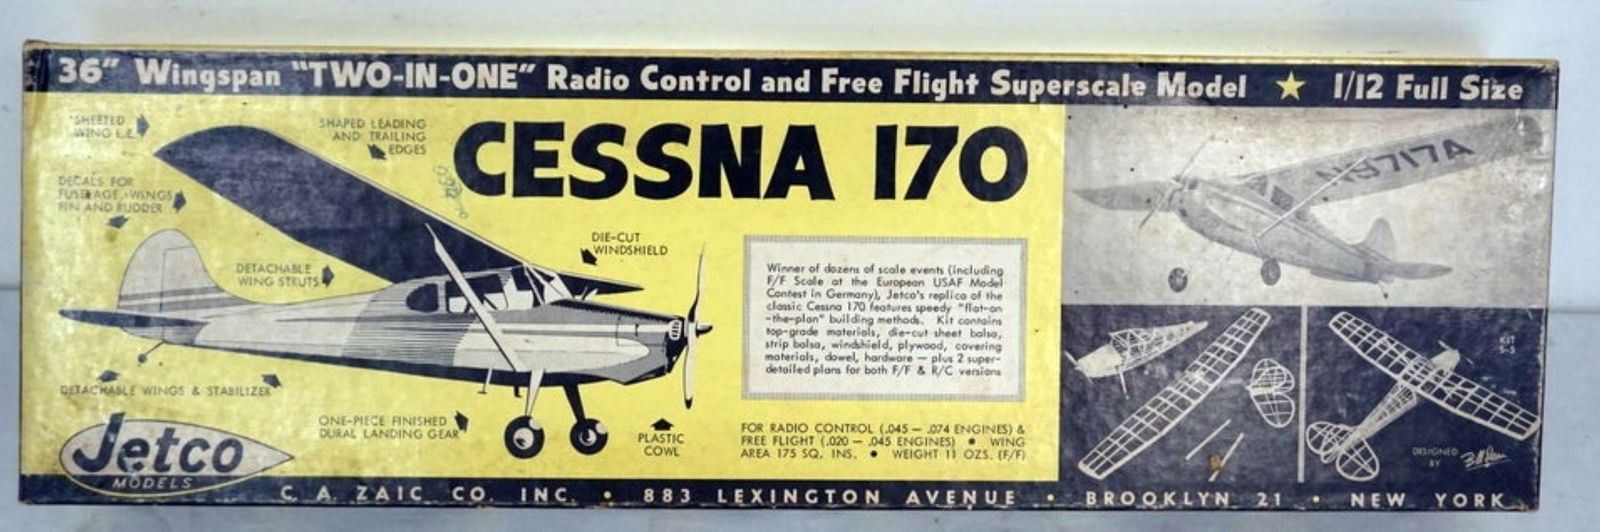 36" Wingspan "TWO-IN-ONE" Radio Control and Free Flight Superscale Model ★ 1/12 Full Size
SHEETED
WING L.E.
SHAPED LEADING
AND TRAILING
EDGES
CESSNA 170
DECALS FOR
FUSELAGE, WINGS
FIN AND RUDDER
DIE-CUT
WINDSHIELD
DETACHABLE
WING STRUTS
Winner of dozens of scale events (including
F/F Scale at the European USAF Model
Contest in Germany), Jetco's replica of the
classic Cessna 170 features speedy "flat-on
-the-plan" building methods. Kit contains
top-grade materials, die-cut sheet balsa,
strip balsa, windshield, plywood, covering
materials, dowel, hardware — plus 2 super-
detailed plans for both F/F & R/C versions
DETACHABLE WINGS & STABILIZER
ONE-PIECE FINISHED
DURAL LANDING GEAR
PLASTIC
COWL
FOR RADIO CONTROL (.045 — .074 ENGINES) &
FREE FLIGHT (.020 — .045 ENGINES) • WING
AREA 175 SQ. INS. • WEIGHT 11 OZS. (F/F)
Jetco
MODELS
N9717A
KIT
S-5
DESIGNED
BY
C. A. ZAIC CO. INC. • 883 LEXINGTON AVENUE • BROOKLYN 21 • NEW YORK